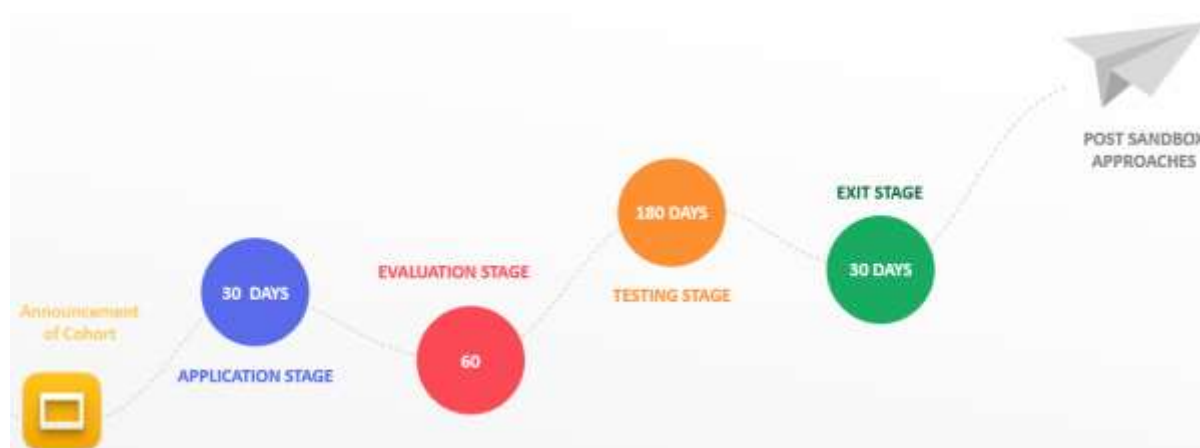 Announcement
of Cohort
30 DAYS
APPLICATION STAGE
EVALUATION STAGE
60
180 DAYS
TESTING STAGE
EXIT STAGE
30 DAYS
POST SANDBOX
APPROACHES